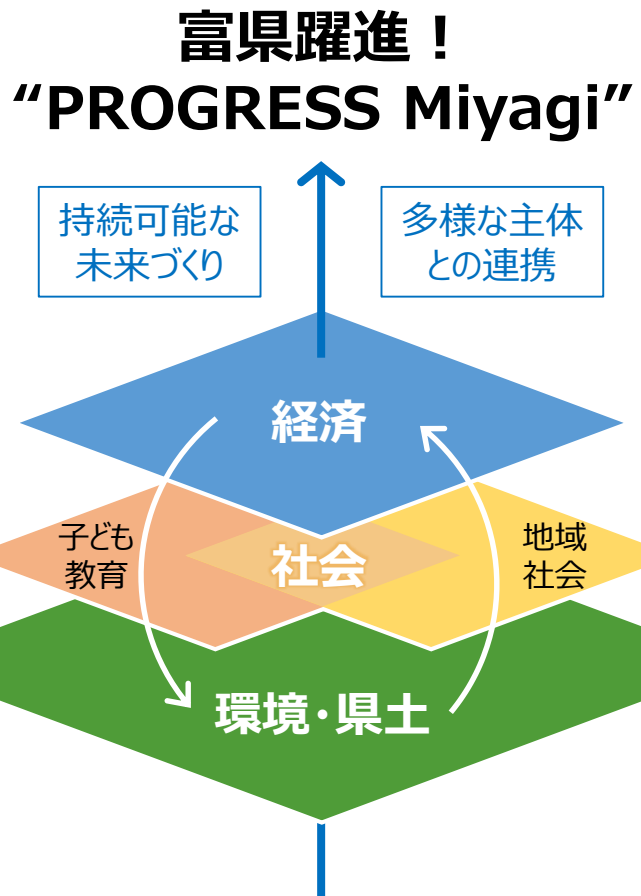 富県躍進！
“PROGRESS Miyagi”
持続可能な
未来づくり
多様な主体
との連携
経済
子ども
教育
社会
地域
社会
環境・県土